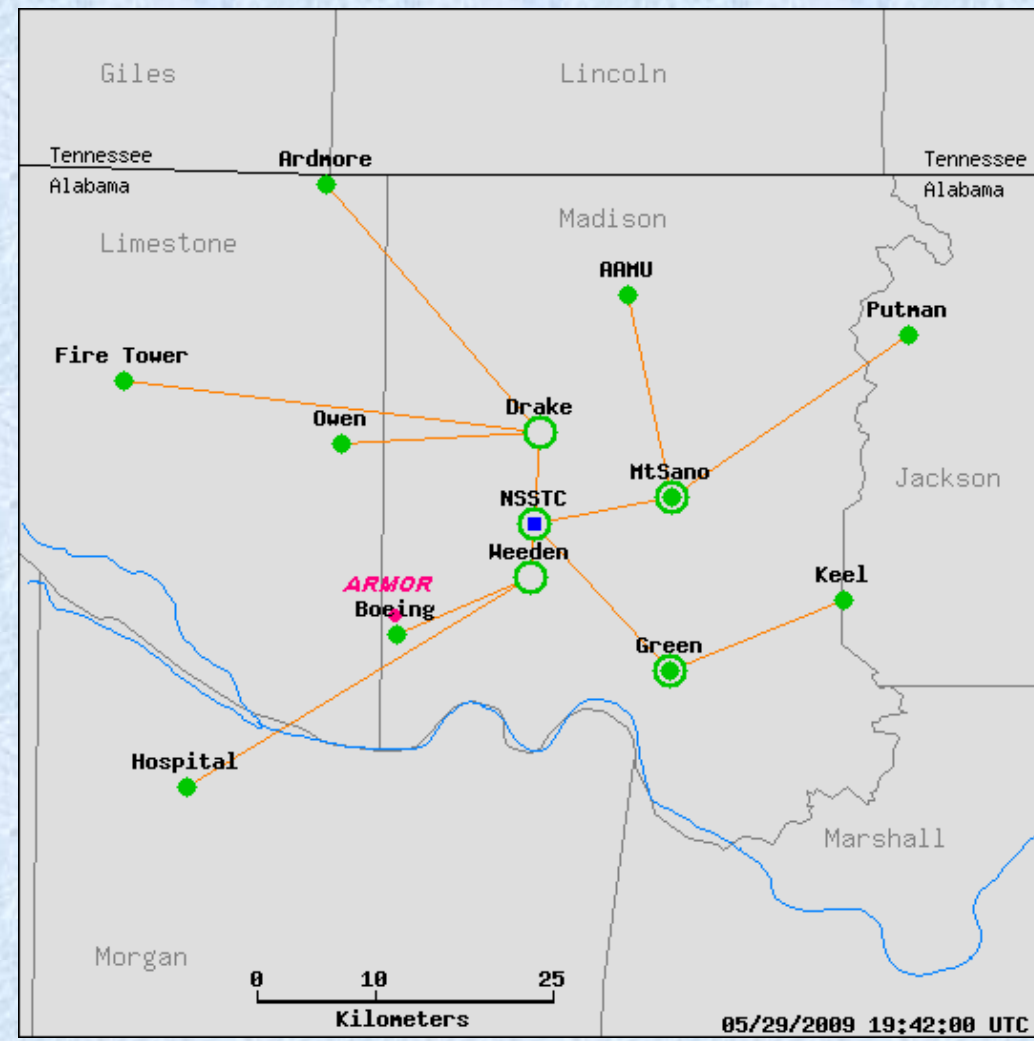 Giles
Lincoln
Tennessee
Ardmore
Tennessee
Alabama
Alabama
Madison
Limestone
AAMU
Putman
Fire Tower
Drake
Owen
MtSano
Jackson
NSSTC
Weeden
Keel
ARMOR
Boeing
Green
Hospital
Marshall
Morgan
0 10 25
Kilometers
05/29/2009 19:42:00 UTC